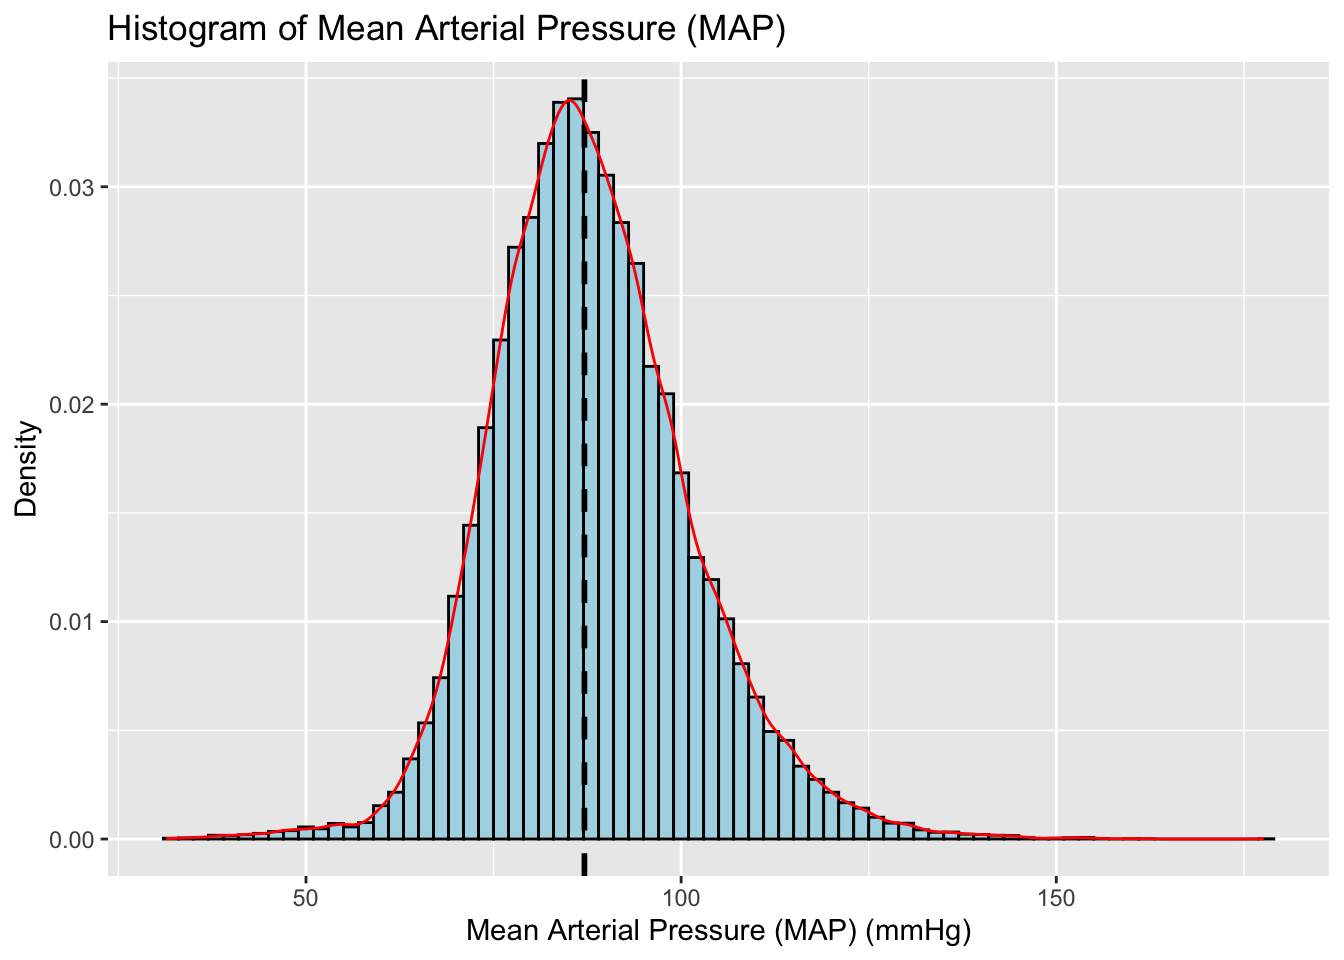 Histogram of Mean Arterial Pressure (MAP)
Density
0.03
0.02
0.01
0.00
50
100
150
Mean Arterial Pressure (MAP) (mmHg)